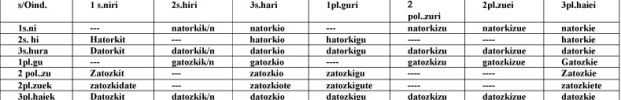 s/Oind. 1 s.niri 2s.hiri 3s.hari 1pl.guri 2 pol..zuri 2pl.zuei 3pl.haiei
1s.ni --- natorkik/n natorkio --- natorkizu natorkizue natorkie
2s. hi Hatorkit --- hatorkio hatorkigu ---- ---- hatorkie
3s.hura Datorkit datorkik/n datorkio datorkigu datorkizu datorkizue datorkie
1pl.gu --- gatozkik/n gatozkio ---- gatozkizu gatozkizue Gatozkie
2 pol..zu Zatozkit --- zatozkio zatozkigu ---- ---- Zatozkie
2pl.zuek zatozkidate --- zatozkiote zatozkigute ---- ---- zatozkiete
3pl.haiek Datozkit datozkik/n datozkio datozkigu datozkizu datozkizue datozkie